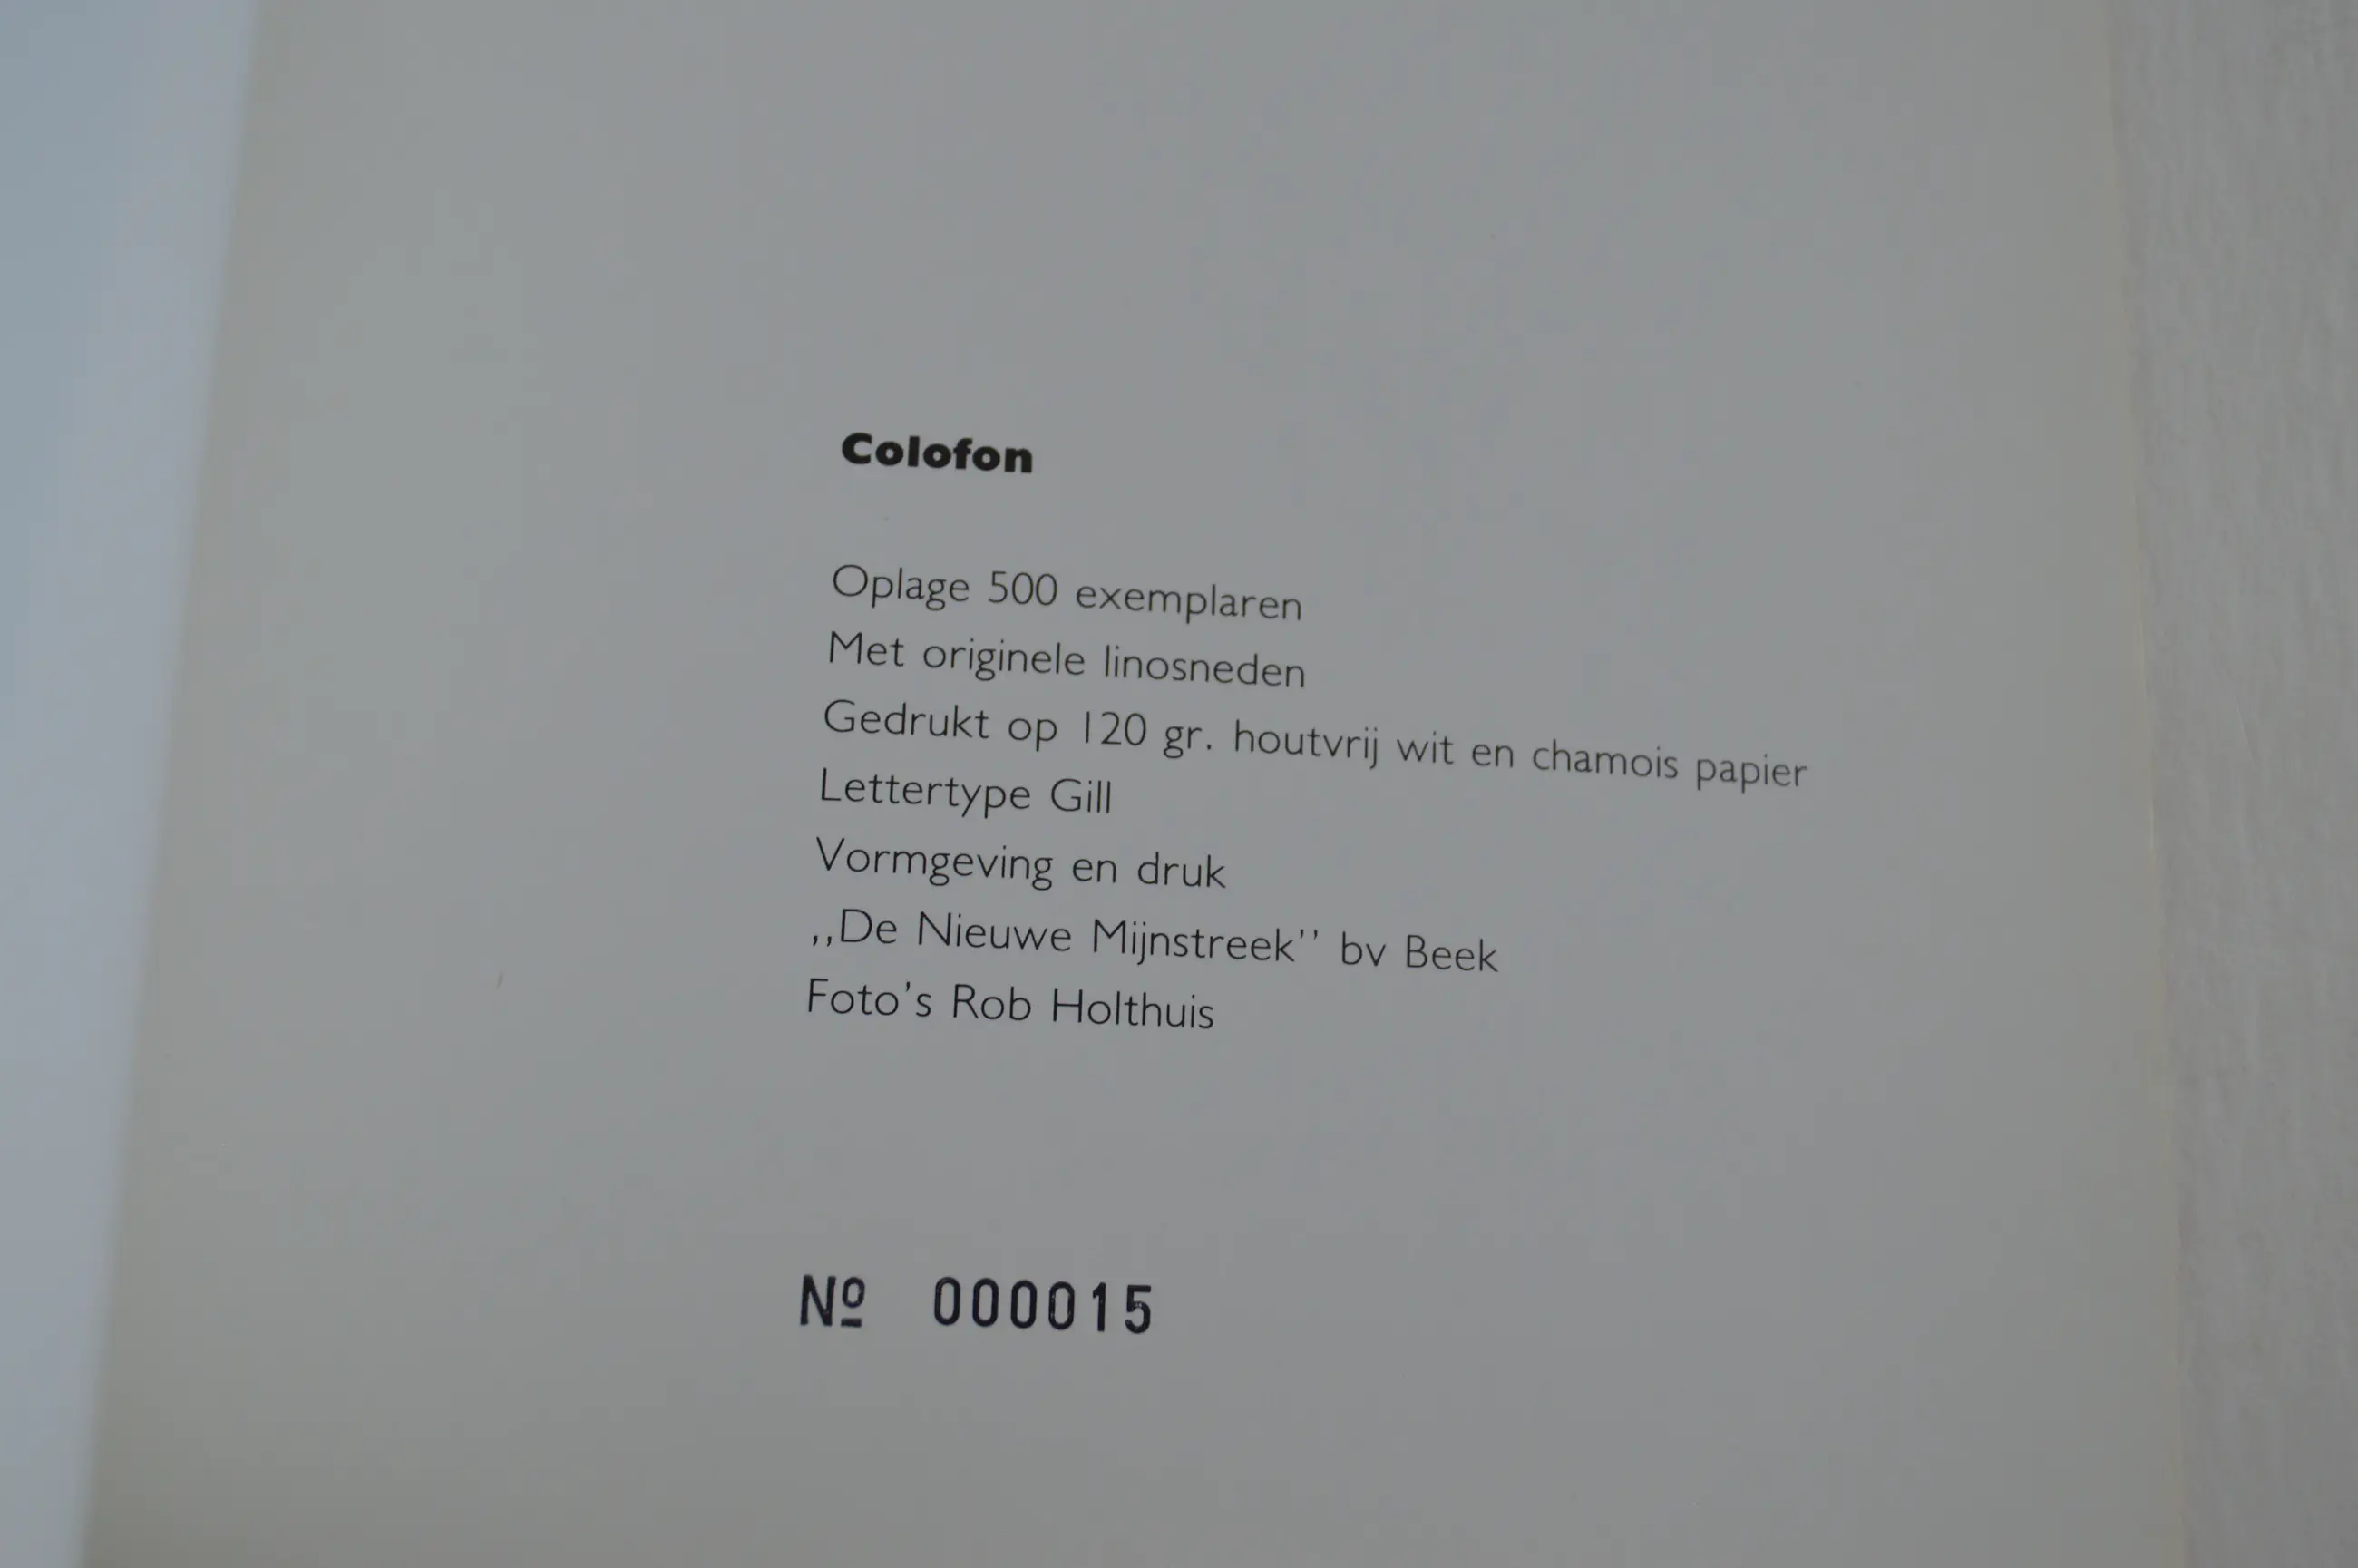 Colofon
Oplage 500 exemplaren
Met originele linosneden
Gedrukt op 120 gr. houtvrij wit en chamois papier
Lettertype Gill
Vormgeving en druk
,,De Nieuwe Mijnstreek'' bv Beek
Foto's Rob Holthuis
Nº 000015